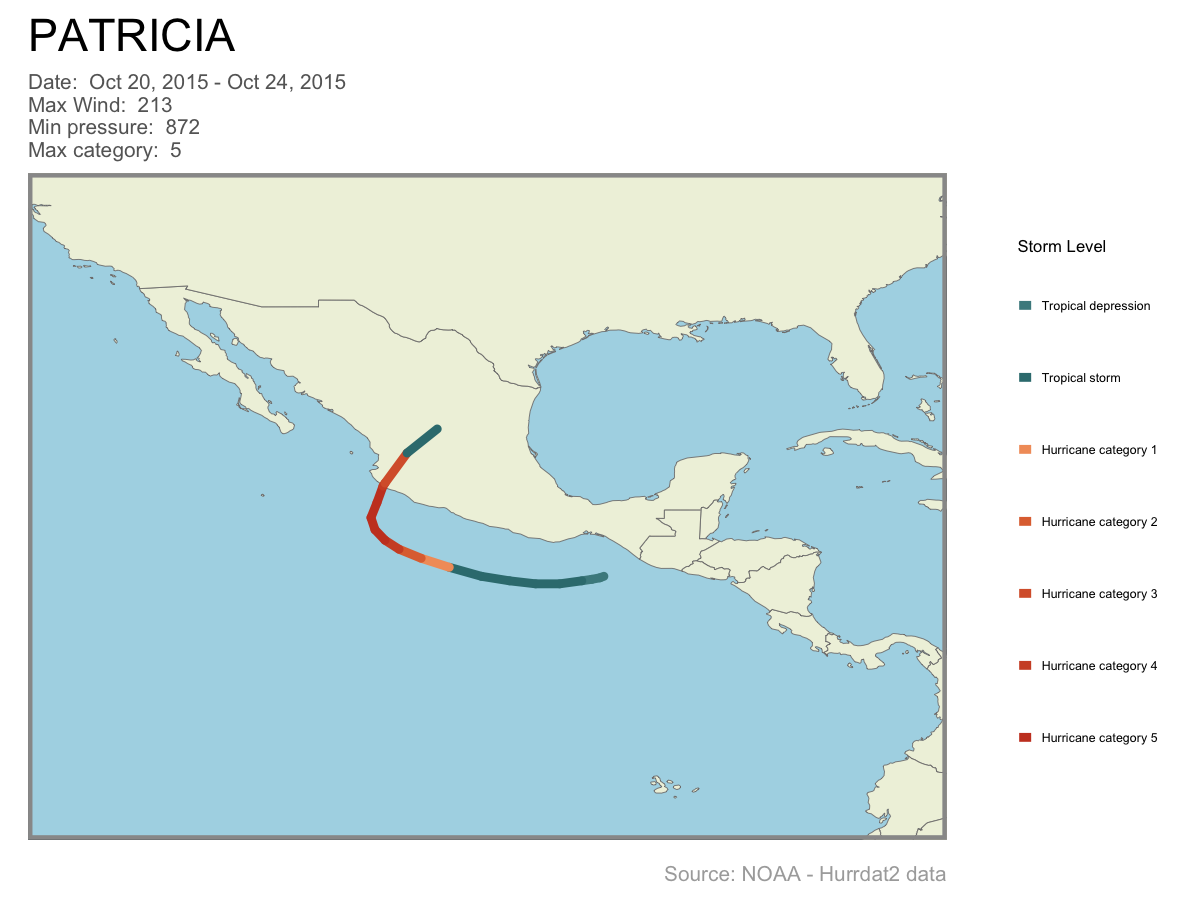 PATRICIA
Date:  Oct 20, 2015 - Oct 24, 2015
Max Wind:  213
Min pressure:  872
Max category:  5
Storm Level
Tropical depression
Tropical storm
Hurricane category 1
Hurricane category 2
Hurricane category 3
Hurricane category 4
Hurricane category 5
Source: NOAA - Hurrdat2 data